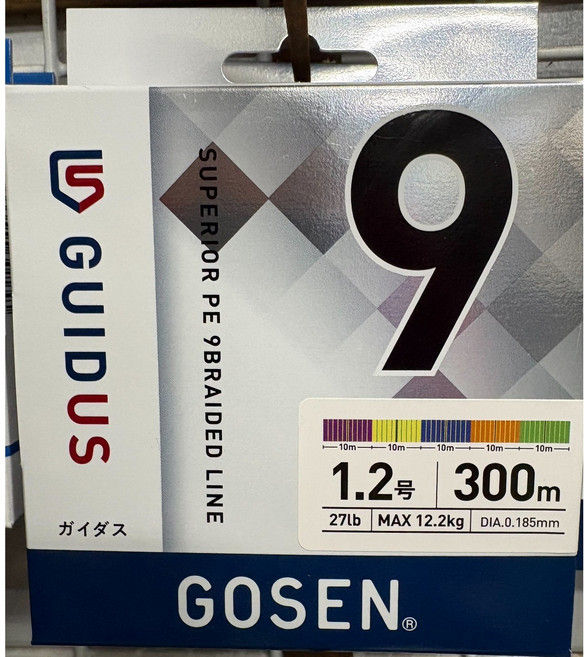 GUIDUS
ガイダス
SUPERIOR PE 9BRAIDED LINE
9
10m 10m 10m 10m 10m
1.2号 300m
27lb MAX 12.2kg DIA.0.185mm
GOSEN®